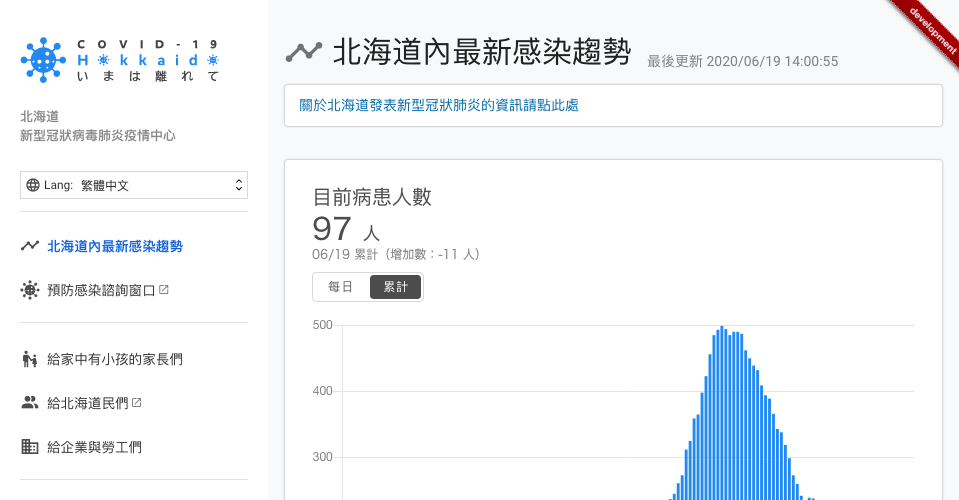 COVID-19
Hokkaido
いまは離れて
北海道
新型冠狀病毒肺炎疫情中心
Lang: 繁體中文
北海道內最新感染趨勢
預防感染諮詢窗口
給家中有小孩的家長們
給北海道民們
給企業與勞工們
development
北海道內最新感染趨勢 最後更新 2020/06/19 14:00:55
關於北海道發表新型冠狀肺炎的資訊請點此處
目前病患人數
97 人
06/19 累計（增加數：-11 人）
每日 累計
500
400
300